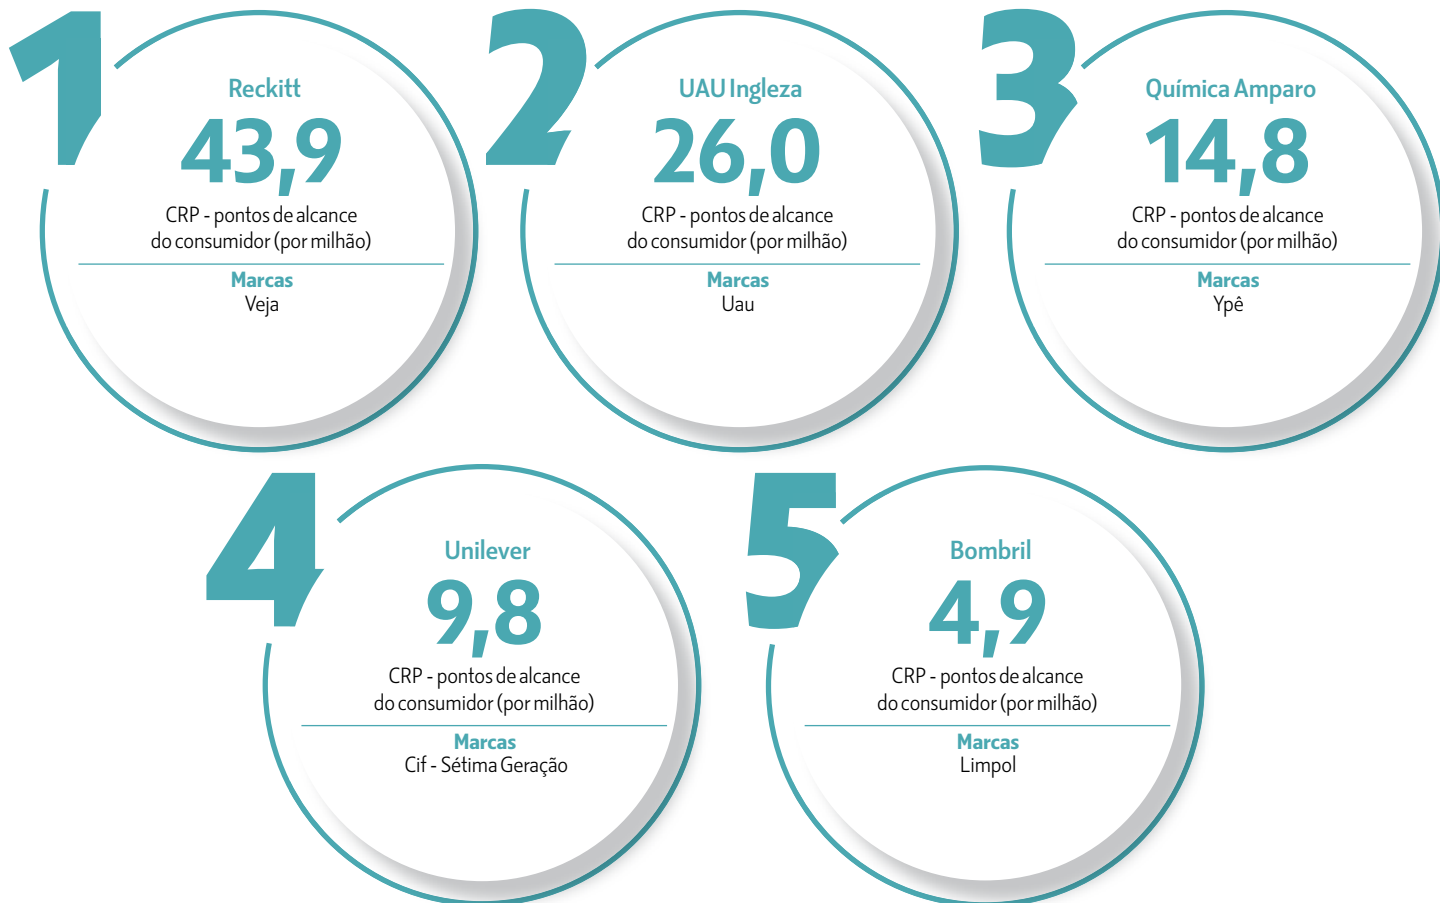 1
Reckitt
43,9
CRP - pontos de alcance
do consumidor (por milhão)
Marcas
Veja
2
UAU Ingleza
26,0
CRP - pontos de alcance
do consumidor (por milhão)
Marcas
Uau
3
Química Amparo
14,8
CRP - pontos de alcance
do consumidor (por milhão)
Marcas
Ypê
4
Unilever
9,8
CRP - pontos de alcance
do consumidor (por milhão)
Marcas
Cif - Sétima Geração
5
Bombril
4,9
CRP - pontos de alcance
do consumidor (por milhão)
Marcas
Limpol